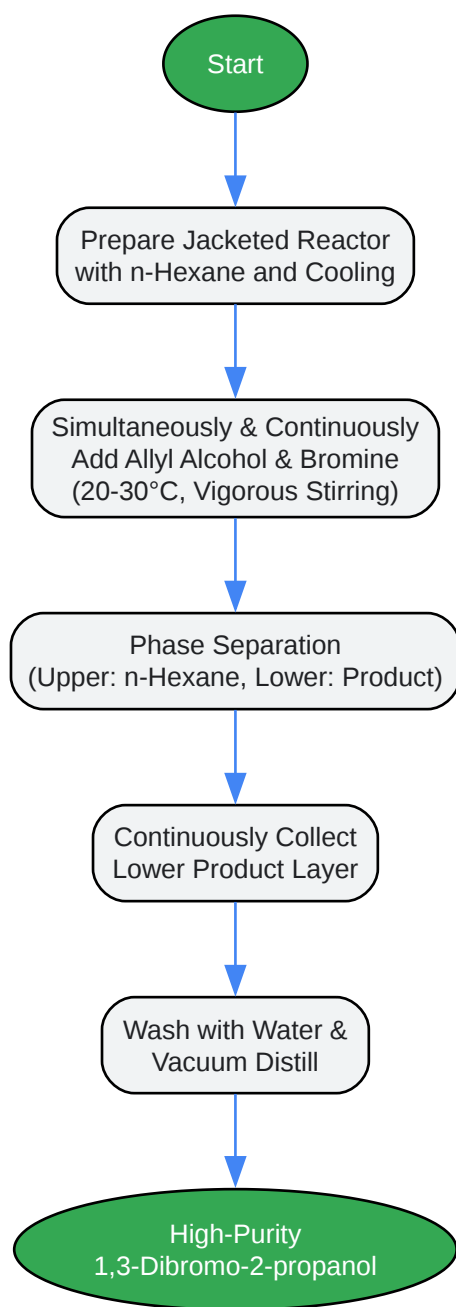 Start
Prepare Jacketed Reactor
with n-Hexane and Cooling
Simultaneously & Continuously
Add Allyl Alcohol & Bromine
(20-30°C, Vigorous Stirring)
Phase Separation
(Upper: n-Hexane, Lower: Product)
Continuously Collect
Lower Product Layer
Wash with Water &
Vacuum Distill
High-Purity
1,3-Dibromo-2-propanol